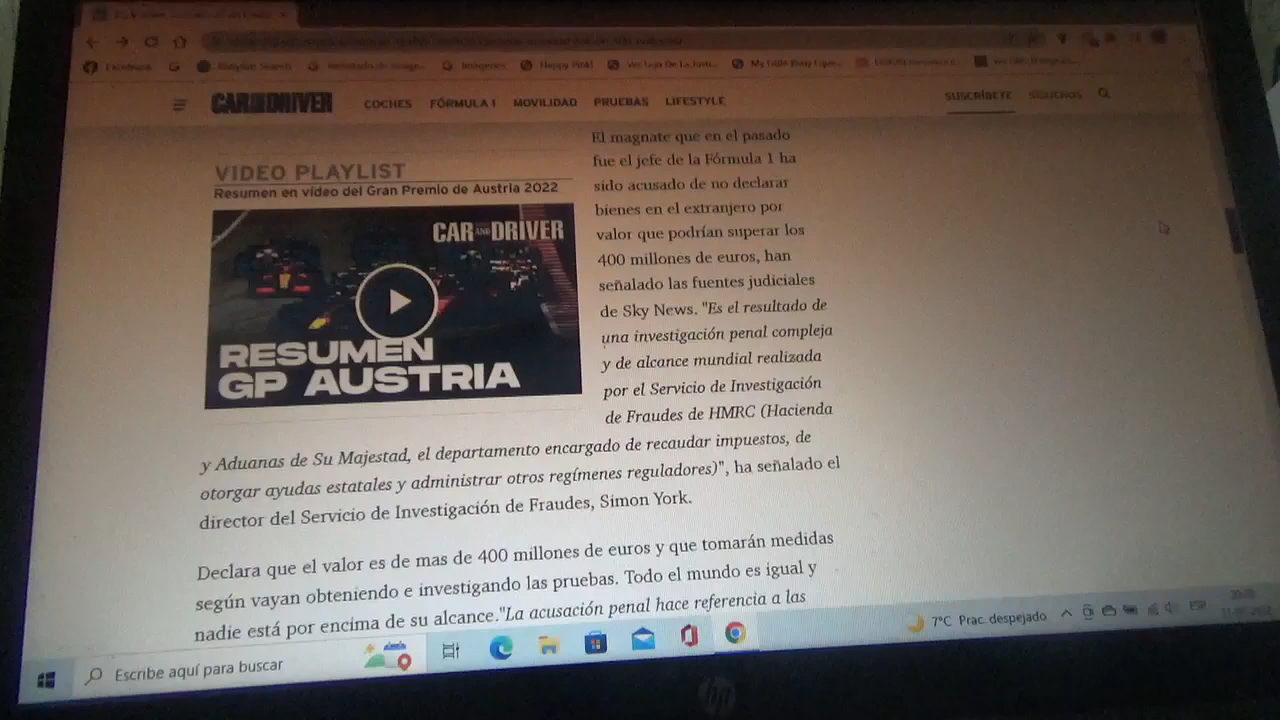 Facebook
Happy Pink!
CAR AND DRIVER
COCHES
FÓRMULA 1
MOVILIDAD
PRUEBAS
LIFESTYLE
SUSCRÍBETE
SÍGUENOS
VIDEO PLAYLIST
Resumen en vídeo del Gran Premio de Austria 2022
CAR AND DRIVER
RESUMEN
GP AUSTRIA
El magnate que en el pasado
fue el jefe de la Fórmula 1 ha
sido acusado de no declarar
bienes en el extranjero por
valor que podrían superar los
400 millones de euros, han
señalado las fuentes judiciales
de Sky News. "Es el resultado de
una investigación penal compleja
y de alcance mundial realizada
por el Servicio de Investigación
de Fraudes de HMRC (Hacienda
y Aduanas de Su Majestad, el departamento encargado de recaudar impuestos, de
otorgar ayudas estatales y administrar otros regímenes reguladores)", ha señalado el
director del Servicio de Investigación de Fraudes, Simon York.
Declara que el valor es de mas de 400 millones de euros y que tomarán medidas
según vayan obteniendo e investigando las pruebas. Todo el mundo es igual y
nadie está por encima de su alcance."La acusación penal hace referencia a las
Escribe aquí para buscar
7°C Prac. despejado
hp